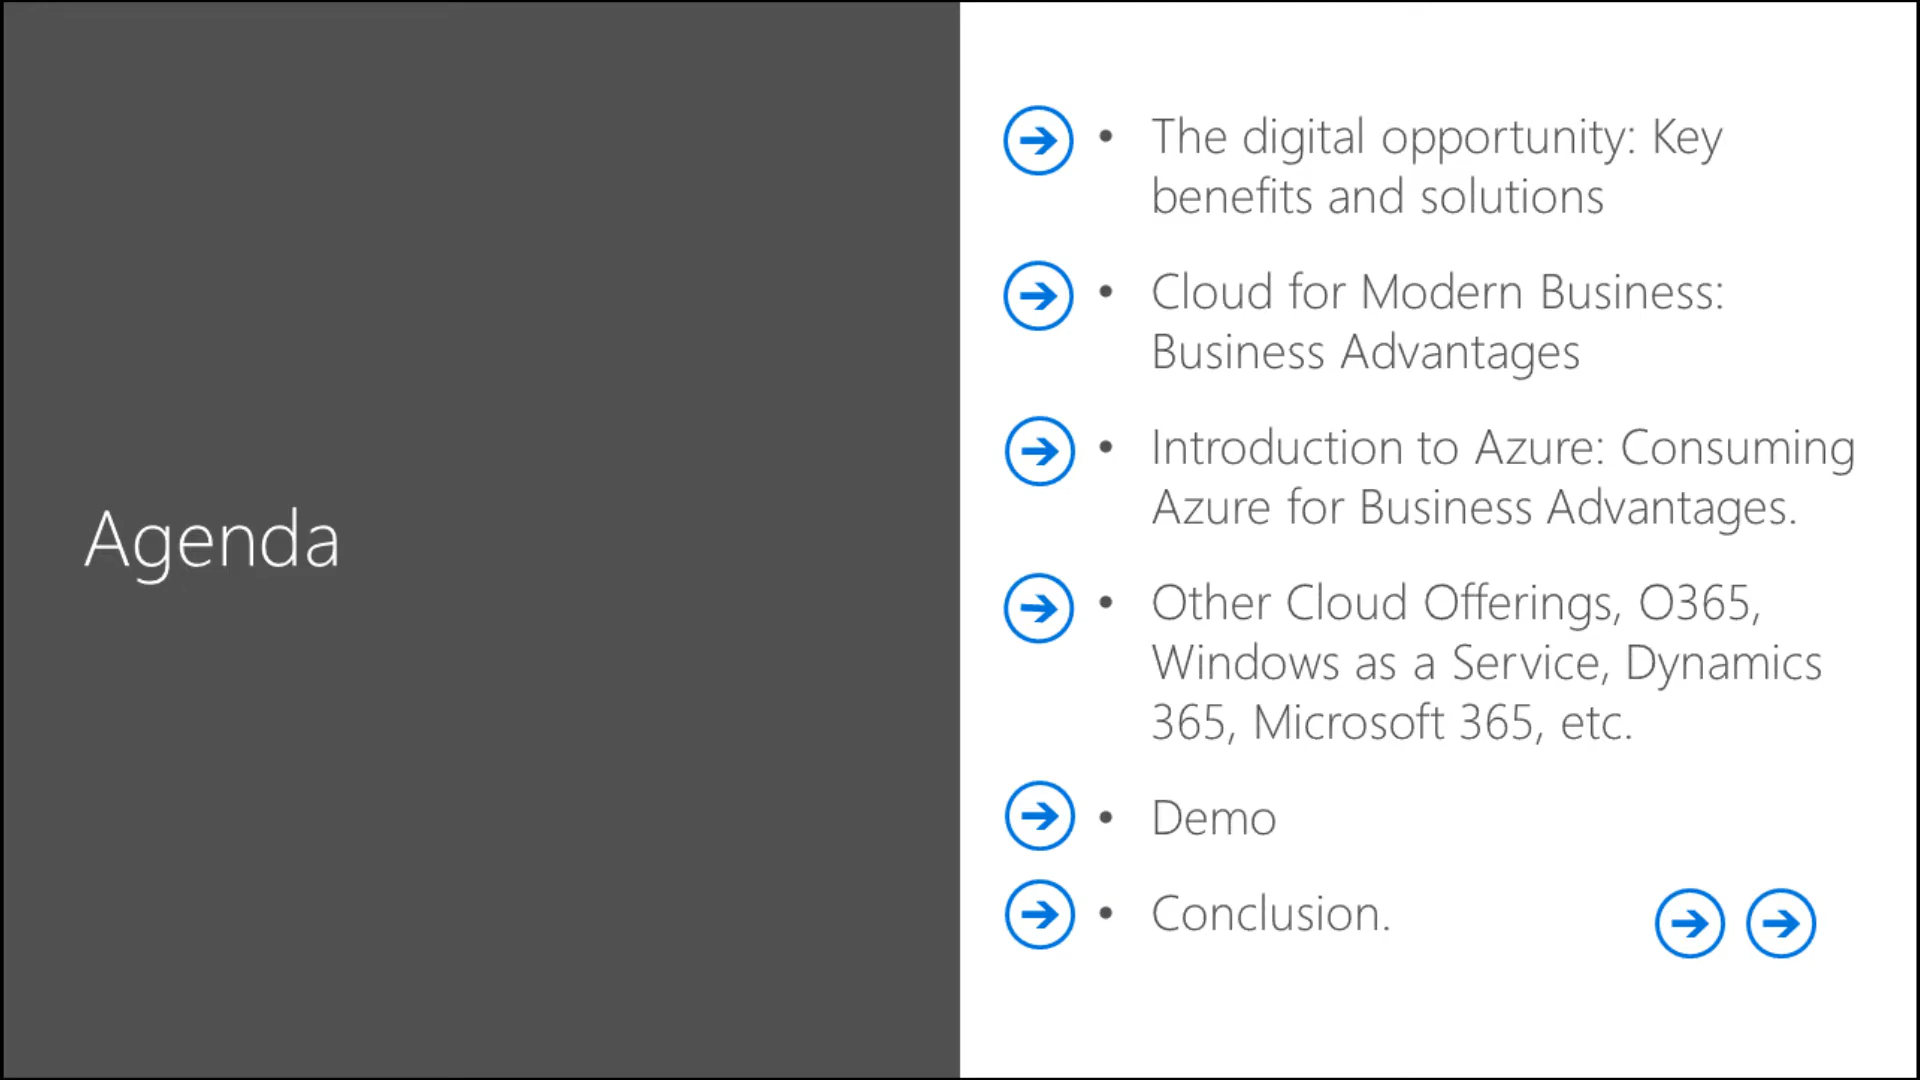 Agenda
• The digital opportunity: Key
benefits and solutions
• Cloud for Modern Business:
Business Advantages
• Introduction to Azure: Consuming
Azure for Business Advantages.
• Other Cloud Offerings, O365,
Windows as a Service, Dynamics
365, Microsoft 365, etc.
• Demo
• Conclusion.